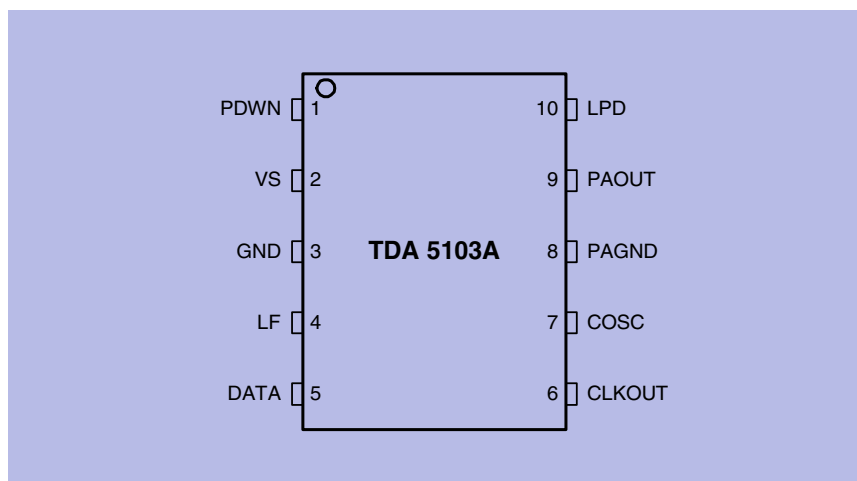 PDWN 1 10 LPD
VS 2 9 PAOUT
GND 3 TDA 5103A 8 PAGND
LF 4 7 COSC
DATA 5 6 CLKOUT